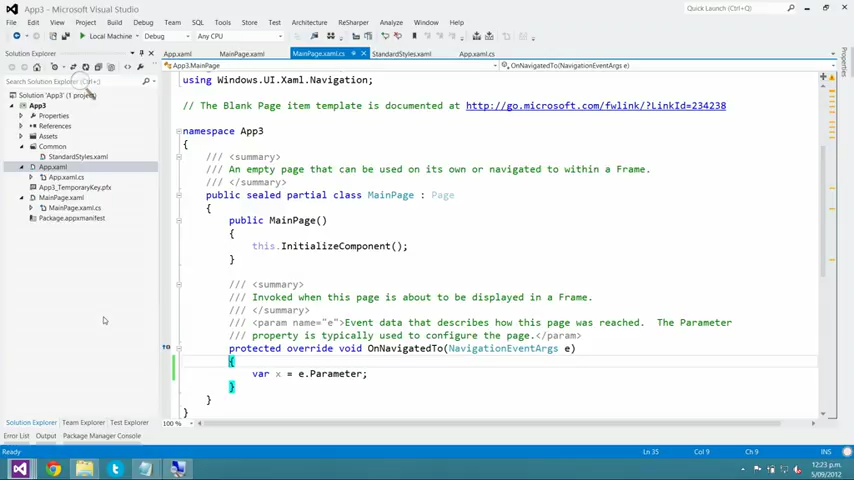 App3 - Microsoft Visual Studio
Quick Launch (Ctrl+Q)
File Edit View Project Build Debug Team SQL Tools Store Test Architecture ReSharper Analyze Window Help
Local Machine Debug Any CPU
Solution Explorer
App.xaml MainPage.xaml MainPage.xaml.cs StandardStyles.xaml App.xaml.cs
App3.MainPage OnNavigatedTo(NavigationEventArgs e)
Search Solution Explorer (Ctrl+;)
Solution 'App3' (1 project)
App3
Properties
References
Assets
Common
StandardStyles.xaml
App.xaml
App.xaml.cs
App3_TemporaryKey.pfx
MainPage.xaml
MainPage.xaml.cs
Package.appxmanifest
using Windows.UI.Xaml.Navigation;
// The Blank Page item template is documented at http://go.microsoft.com/fwlink/?LinkId=234238
namespace App3
{
/// <summary>
/// An empty page that can be used on its own or navigated to within a Frame.
/// </summary>
public sealed partial class MainPage : Page
{
public MainPage()
{
this.InitializeComponent();
}
/// <summary>
/// Invoked when this page is about to be displayed in a Frame.
/// </summary>
/// <param name="e">Event data that describes how this page was reached.  The Parameter
/// property is typically used to configure the page.</param>
protected override void OnNavigatedTo(NavigationEventArgs e)
{
var x = e.Parameter;
}
}
}
Properties
100 %
Solution Explorer Team Explorer Test Explorer
Error List Output Package Manager Console
Ready Ln 35 Col 9 Ch 9 INS
12:23 p.m.
5/09/2012